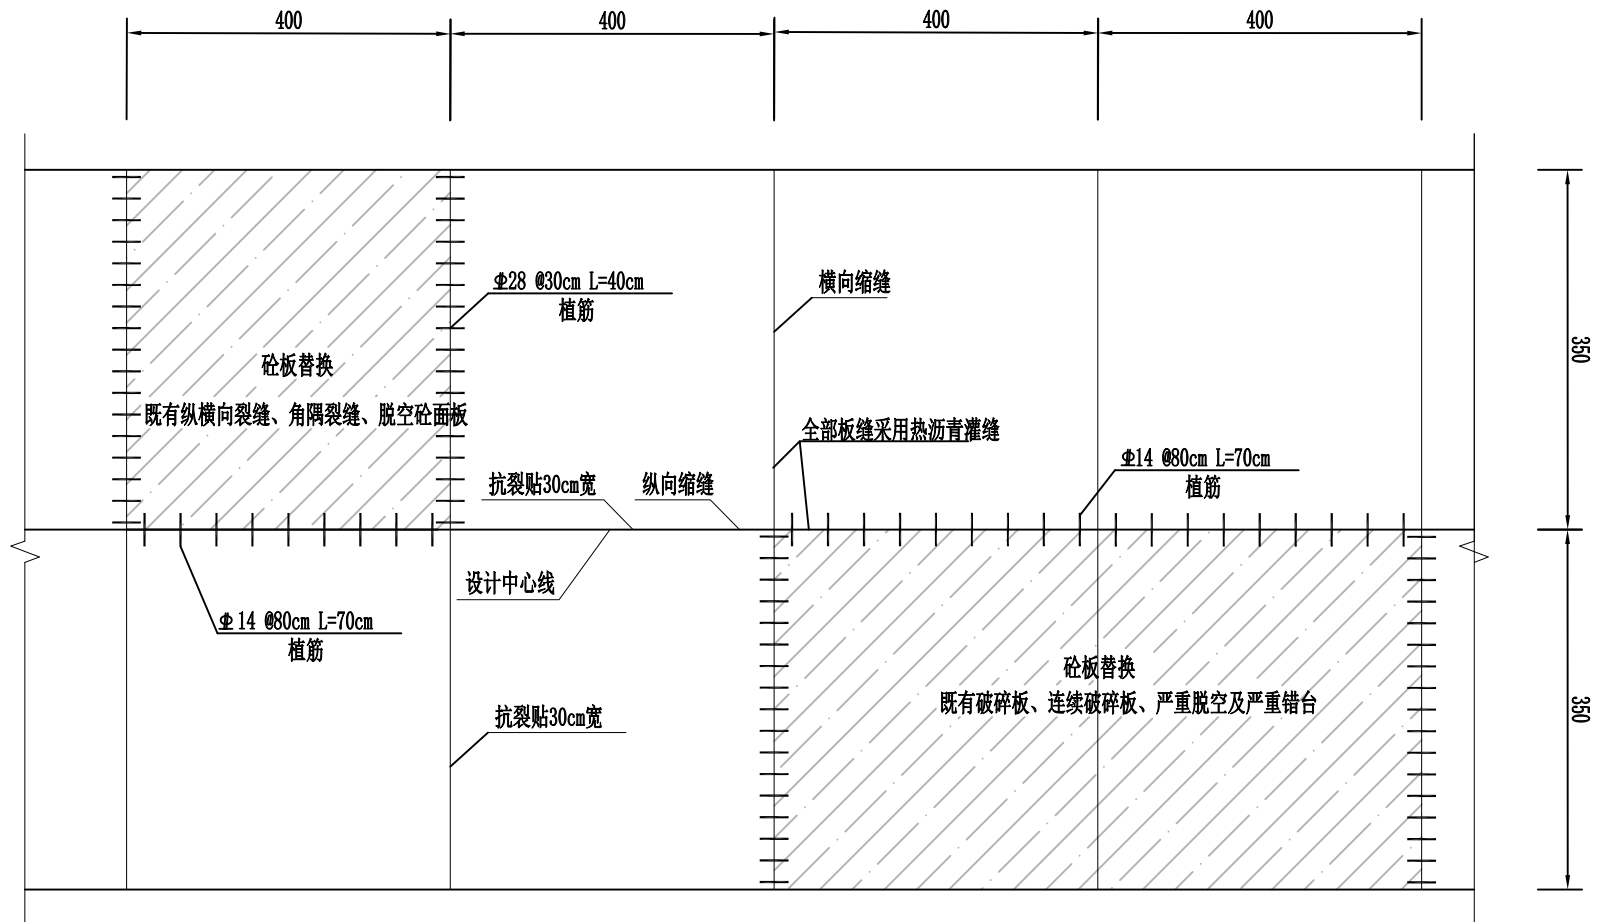 400
400
400
400
350
⌀28 @30cm L=40cm
植筋
横向缩缝
砼板替换
既有纵横向裂缝、角隅裂缝、脱空砼面板
全部板缝采用热沥青灌缝
⌀14 @80cm L=70cm
植筋
抗裂贴30cm宽
纵向缩缝
设计中心线
⌀14 @80cm L=70cm
植筋
砼板替换
既有破碎板、连续破碎板、严重脱空及严重错台
抗裂贴30cm宽
350